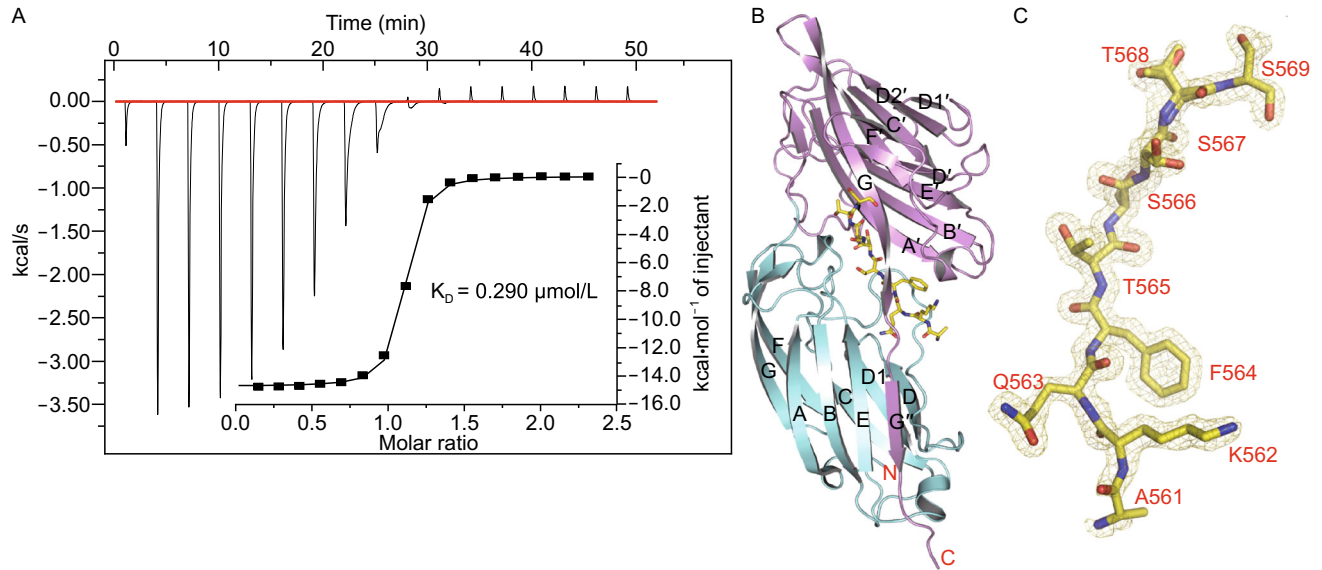 A
Time (min)
0 10 20 30 40 50
kcal/s
0.00
−0.50
−1.00
−1.50
−2.00
−2.50
−3.00
−3.50
−0
−2.0
−4.0
−6.0
−8.0
−10.0
−12.0
−14.0
−16.0
kcal•mol⁻¹ of injectant
K_D = 0.290 μmol/L
0.0 0.5 1.0 1.5 2.0 2.5
Molar ratio
B
D2′ D1′
C′
F′
D′
G E′
A′ B′
F
G
D1
C D
A B E G″
N
C
C
T568
S569
S567
S566
T565
Q563
F564
K562
A561